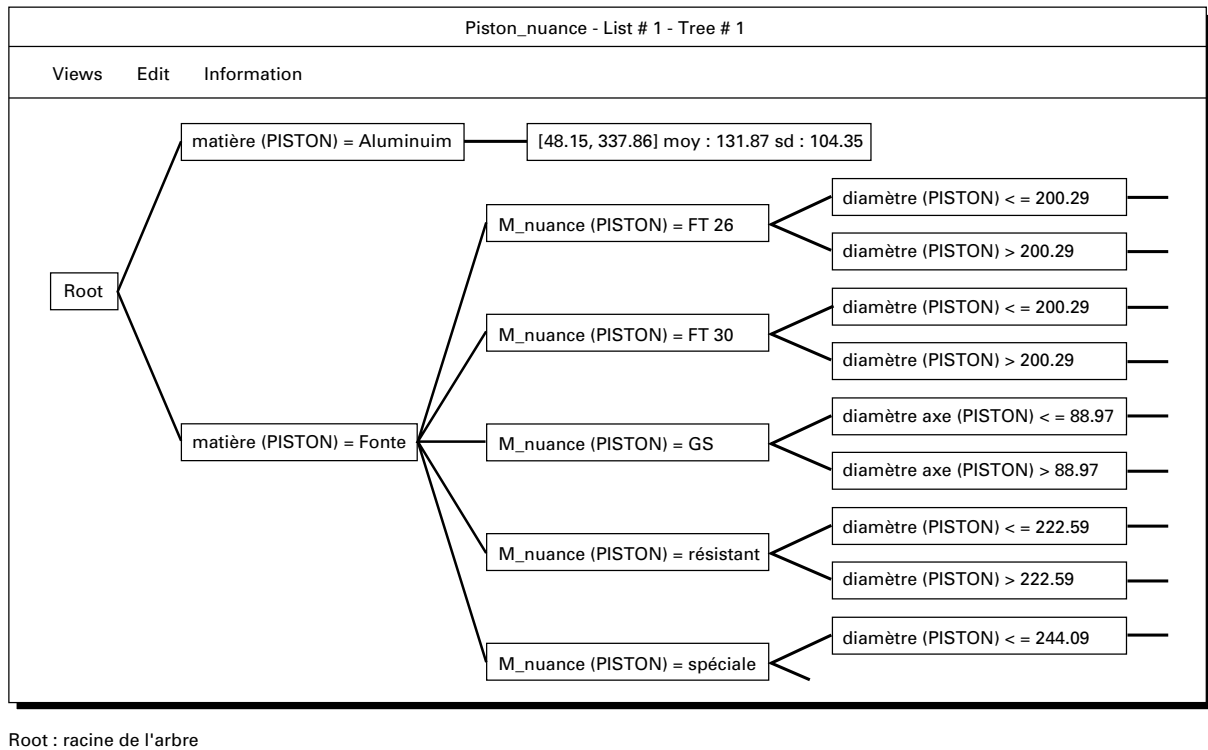 Piston_nuance - List # 1 - Tree # 1
Views Edit Information
matière (PISTON) = Aluminuim
[48.15, 337.86] moy : 131.87 sd : 104.35
diamètre (PISTON) < = 200.29
M_nuance (PISTON) = FT 26
diamètre (PISTON) > 200.29
Root
diamètre (PISTON) < = 200.29
M_nuance (PISTON) = FT 30
diamètre (PISTON) > 200.29
diamètre axe (PISTON) < = 88.97
matière (PISTON) = Fonte
M_nuance (PISTON) = GS
diamètre axe (PISTON) > 88.97
diamètre (PISTON) < = 222.59
M_nuance (PISTON) = résistant
diamètre (PISTON) > 222.59
diamètre (PISTON) < = 244.09
M_nuance (PISTON) = spéciale
Root : racine de l'arbre